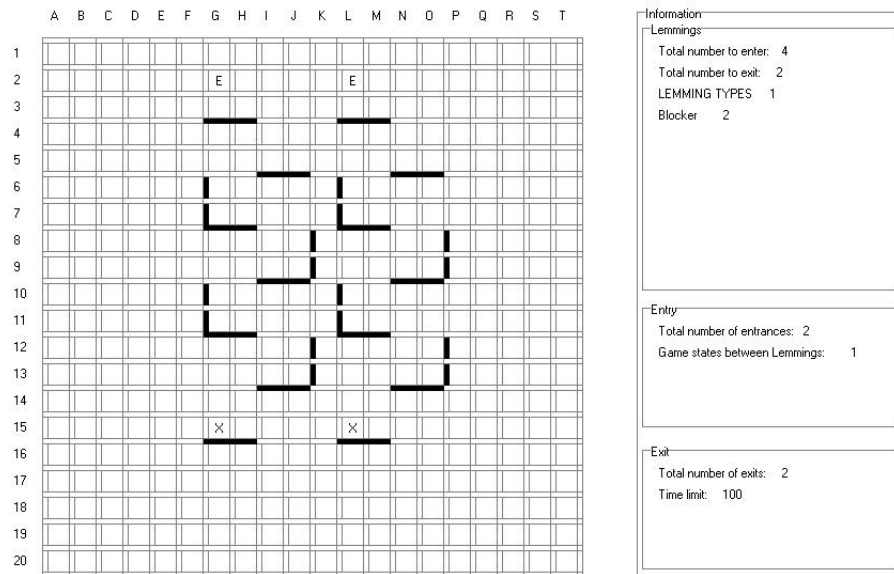 A B C D E F G H I J K L M N O P Q R S T
Information
Lemmings
1
Total number to enter: 4
2
E E
Total number to exit: 2
3
LEMMING TYPES 1
4
Blocker 2
5
6
7
8
9
10
11
Entry
12
Total number of entrances: 2
Game states between Lemmings: 1
13
14
15
X X
16
Exit
17
Total number of exits: 2
18
Time limit: 100
19
20